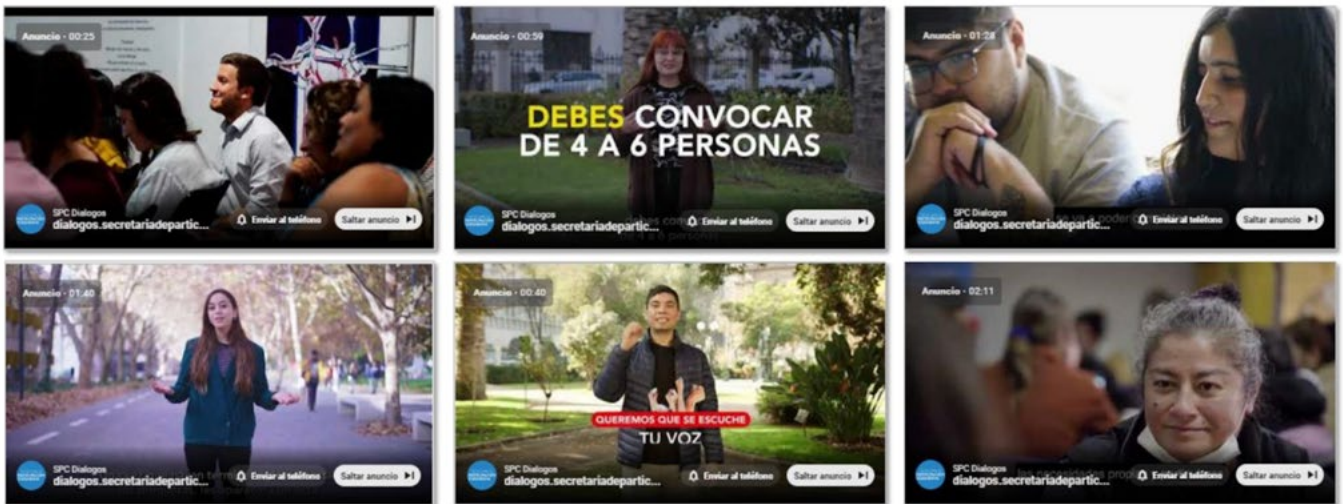 Anuncio · 00:25
SPC Dialogos
dialogos.secretariadepartic...
Enviar al teléfono
Saltar anuncio
Anuncio · 00:59
DEBES CONVOCAR
DE 4 A 6 PERSONAS
SPC Dialogos
dialogos.secretariadepartic...
Enviar al teléfono
Saltar anuncio
Anuncio · 01:28
SPC Dialogos
dialogos.secretariadepartic...
Enviar al teléfono
Saltar anuncio
Anuncio · 01:40
SPC Dialogos
dialogos.secretariadepartic...
Enviar al teléfono
Saltar anuncio
Anuncio · 00:40
QUEREMOS QUE SE ESCUCHE
TU VOZ
SPC Dialogos
dialogos.secretariadepartic...
Enviar al teléfono
Saltar anuncio
Anuncio · 02:11
SPC Dialogos
dialogos.secretariadepartic...
Enviar al teléfono
Saltar anuncio